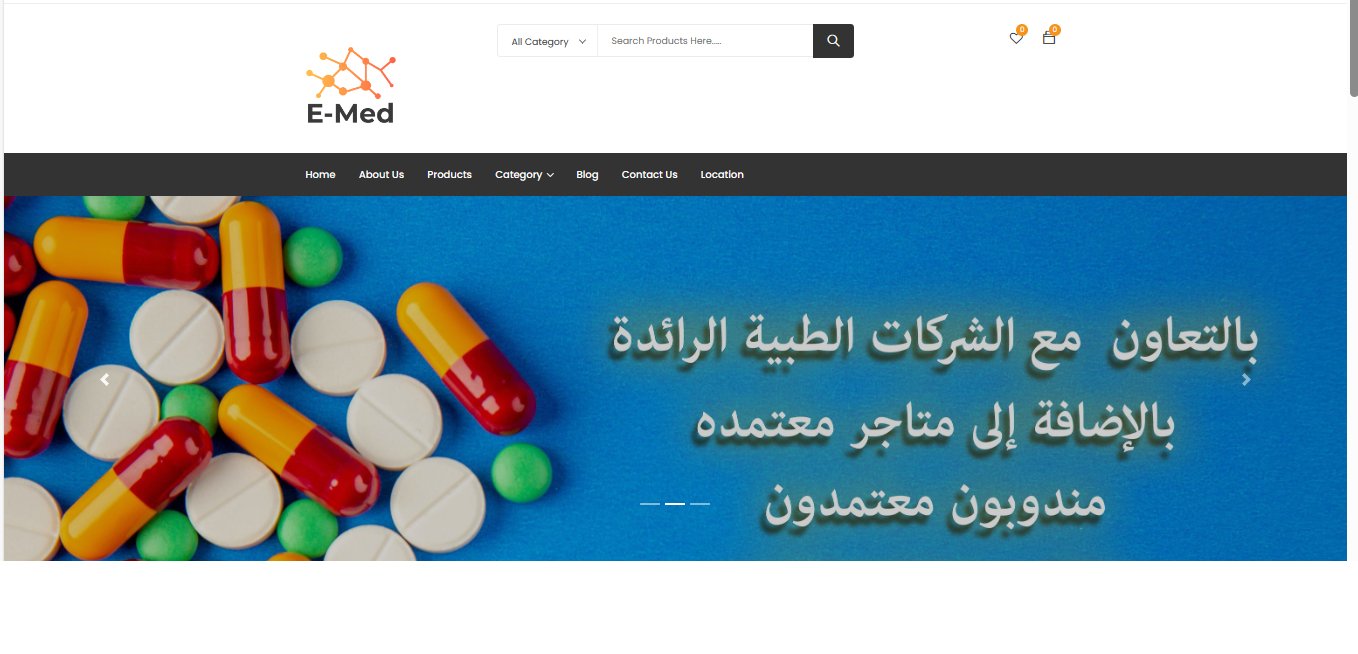 All Category
Search Products Here.....
0
0
E-Med
Home
About Us
Products
Category
Blog
Contact Us
Location
بالتعاون مع الشركات الطبية الرائدة
بالإضافة إلى متاجر معتمده
مندوبون معتمدون